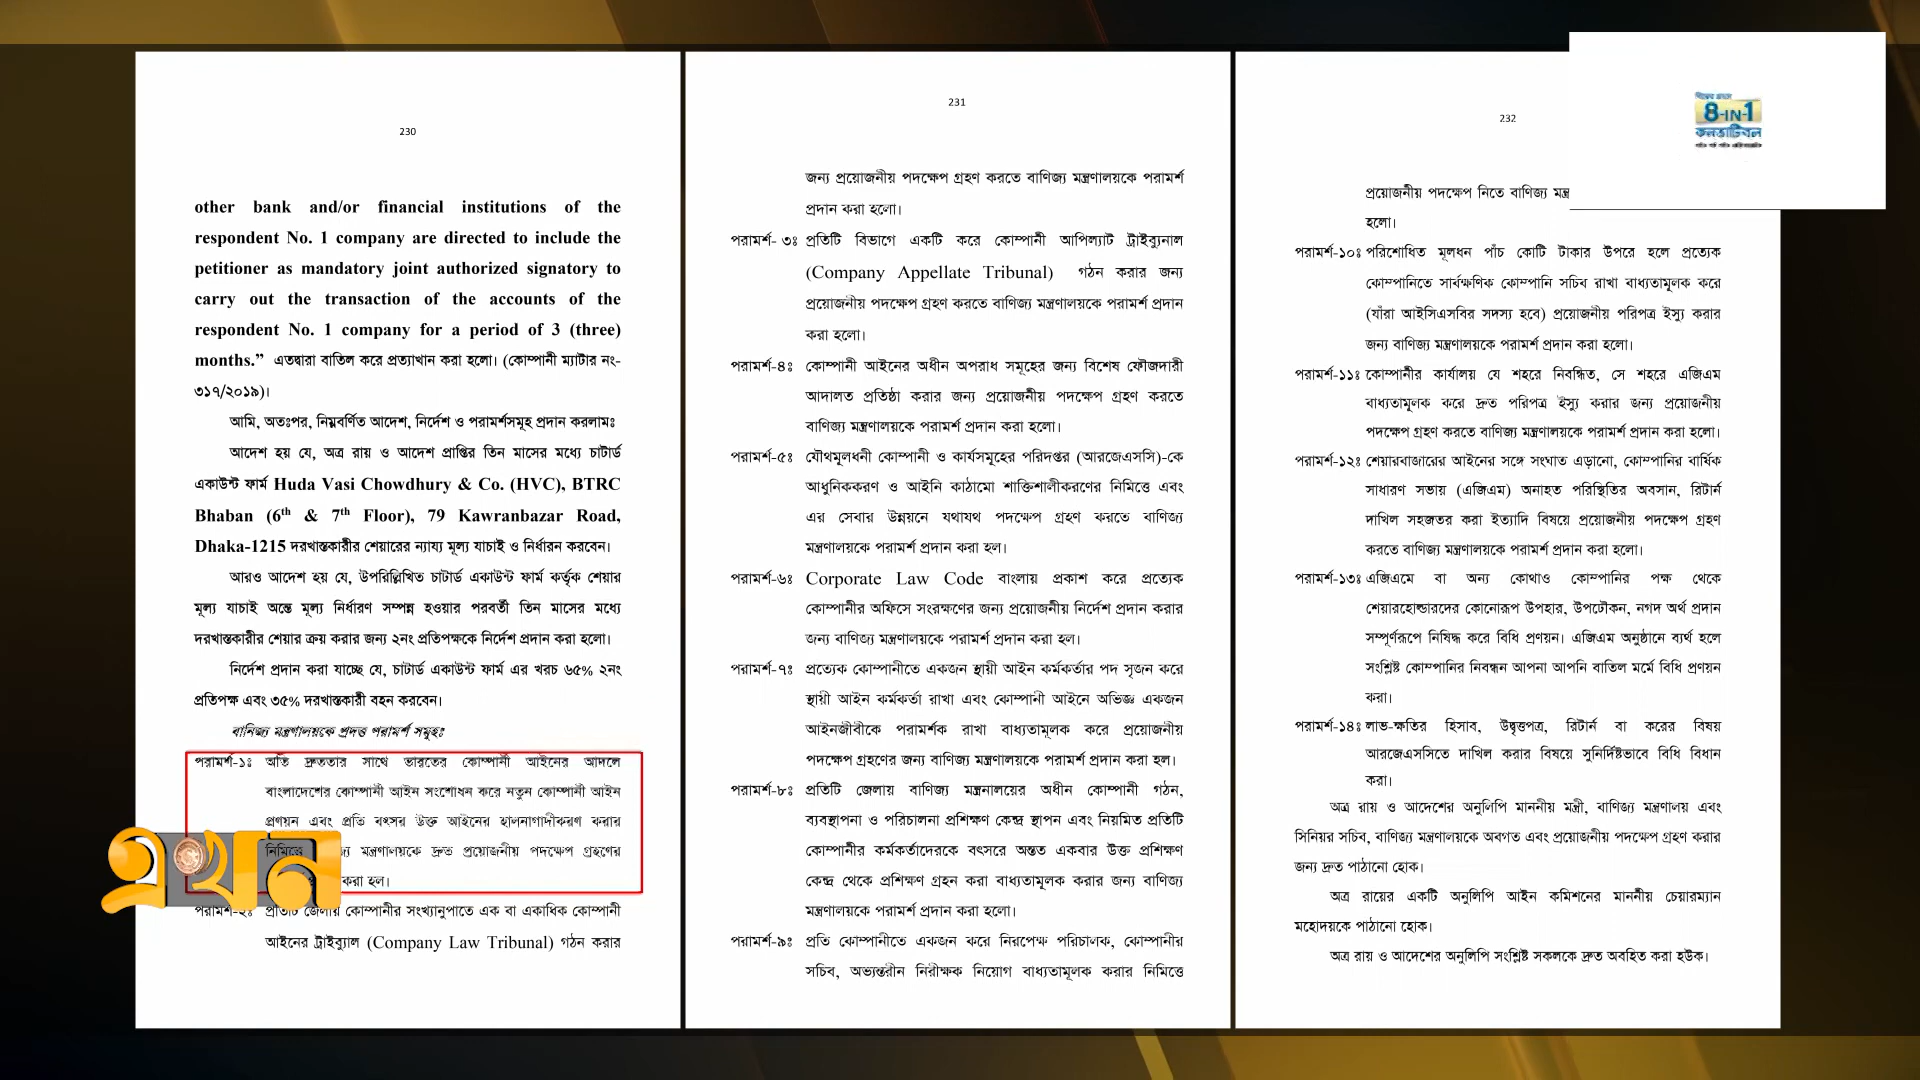 230
other bank and/or financial institutions of the
respondent No. 1 company are directed to include the
petitioner as mandatory joint authorized signatory to
carry out the transaction of the accounts of the
respondent No. 1 company for a period of 3 (three)
months.” এতদ্বারা বাতিল করে প্রত্যাখান করা হলো। (কোম্পানী ম্যাটার নং-
৩১৭/২০১৯)।
আমি, অতঃপর, নিম্নবর্ণিত আদেশ, নির্দেশ ও পরামর্শসমূহ প্রদান করলামঃ
আদেশ হয় যে, অত্র রায় ও আদেশ প্রাপ্তির তিন মাসের মধ্যে চাটার্ড
একাউন্ট ফার্ম Huda Vasi Chowdhury & Co. (HVC), BTRC
Bhaban (6th & 7th Floor), 79 Kawranbazar Road,
Dhaka-1215 দরখাস্তকারীর শেয়ারের ন্যায্য মূল্য যাচাই ও নির্ধারন করবেন।
আরও আদেশ হয় যে, উপরিল্লিখিত চাটার্ড একাউন্ট ফার্ম কর্তৃক শেয়ার
মূল্য যাচাই অন্তে মূল্য নির্ধারণ সম্পন্ন হওয়ার পরবর্তী তিন মাসের মধ্যে
দরখাস্তকারীর শেয়ার ক্রয় করার জন্য ২নং প্রতিপক্ষকে নির্দেশ প্রদান করা হলো।
নির্দেশ প্রদান করা যাচ্ছে যে, চাটার্ড একাউন্ট ফার্ম এর খরচ ৬৫% ২নং
প্রতিপক্ষ এবং ৩৫% দরখাস্তকারী বহন করবেন।
বানিজ্য মন্ত্রণালয়কে প্রদত্ত পরামর্শ সমূহঃ
পরামর্শ-১ঃ অতি দ্রুততার সাথে ভারতের কোম্পানী আইনের আদলে
বাংলাদেশের কোম্পানী আইন সংশোধন করে নতুন কোম্পানী আইন
প্রণয়ন এবং প্রতি বৎসর উক্ত আইনের হালনাগাদীকরণ করার
নিমিত্তে মন্ত্রণালয়কে দ্রুত প্রয়োজনীয় পদক্ষেপ গ্রহণের
করা হল।
পরামর্শ-২ঃ প্রতিটি জেলায় কোম্পানীর সংখ্যানুপাতে এক বা একাধিক কোম্পানী
আইনের ট্রাইব্যুাল (Company Law Tribunal) গঠন করার
এখন
231
জন্য প্রয়োজনীয় পদক্ষেপ গ্রহণ করতে বাণিজ্য মন্ত্রণালয়কে পরামর্শ
প্রদান করা হলো।
পরামর্শ- ৩ঃ প্রতিটি বিভাগে একটি করে কোম্পানী আপিল্যাট ট্রাইব্যুনাল
(Company Appellate Tribunal) গঠন করার জন্য
প্রয়োজনীয় পদক্ষেপ গ্রহণ করতে বাণিজ্য মন্ত্রণালয়কে পরামর্শ প্রদান
করা হলো।
পরামর্শ-৪ঃ কোম্পানী আইনের অধীন অপরাধ সমূহের জন্য বিশেষ ফৌজদারী
আদালত প্রতিষ্ঠা করার জন্য প্রয়োজনীয় পদক্ষেপ গ্রহণ করতে
বাণিজ্য মন্ত্রণালয়কে পরামর্শ প্রদান করা হলো।
পরামর্শ-৫ঃ যৌথমূলধনী কোম্পানী ও কার্যসমূহের পরিদপ্তর (আরজেএসসি)-কে
আধুনিককরণ ও আইনি কাঠামো শাক্তিশালীকরণের নিমিত্তে এবং
এর সেবার উন্নয়নে যথাযথ পদক্ষেপ গ্রহণ করতে বাণিজ্য
মন্ত্রণালয়কে পরামর্শ প্রদান করা হল।
পরামর্শ-৬ঃ Corporate Law Code বাংলায় প্রকাশ করে প্রত্যেক
কোম্পানীর অফিসে সংরক্ষণের জন্য প্রয়োজনীয় নির্দেশ প্রদান করার
জন্য বাণিজ্য মন্ত্রণালয়কে পরামর্শ প্রদান করা হল।
পরামর্শ-৭ঃ প্রত্যেক কোম্পানীতে একজন স্থায়ী আইন কর্মকর্তার পদ সৃজন করে
স্থায়ী আইন কর্মকর্তা রাখা এবং কোম্পানী আইনে অভিজ্ঞ একজন
আইনজীবীকে পরামর্শক রাখা বাধ্যতামূলক করে প্রয়োজনীয়
পদক্ষেপ গ্রহণের জন্য বাণিজ্য মন্ত্রণালয়কে পরামর্শ প্রদান করা হল।
পরামর্শ-৮ঃ প্রতিটি জেলায় বাণিজ্য মন্ত্রনালয়ের অধীন কোম্পানী গঠন,
ব্যবস্থাপনা ও পরিচালনা প্রশিক্ষণ কেন্দ্র স্থাপন এবং নিয়মিত প্রতিটি
কোম্পানীর কর্মকর্তাদেরকে বৎসরে অন্তত একবার উক্ত প্রশিক্ষণ
কেন্দ্র থেকে প্রশিক্ষণ গ্রহন করা বাধ্যতামূলক করার জন্য বাণিজ্য
মন্ত্রণালয়কে পরামর্শ প্রদান করা হলো।
পরামর্শ-৯ঃ প্রতি কোম্পানীতে একজন করে নিরপেক্ষ পরিচালক, কোম্পানীর
সচিব, অভ্যন্তরীন নিরীক্ষক নিয়োগ বাধ্যতামূলক করার নিমিত্তে
232
প্রয়োজনীয় পদক্ষেপ নিতে বাণিজ্য মন্ত্র
হলো।
পরামর্শ-১০ঃ পরিশোধিত মূলধন পাঁচ কোটি টাকার উপরে হলে প্রত্যেক
কোম্পানিতে সার্বক্ষণিক কোম্পানি সচিব রাখা বাধ্যতামূলক করে
(যাঁরা আইসিএসবির সদস্য হবে) প্রয়োজনীয় পরিপত্র ইস্যু করার
জন্য বাণিজ্য মন্ত্রণালয়কে পরামর্শ প্রদান করা হলো।
পরামর্শ-১১ঃ কোম্পানীর কার্যালয় যে শহরে নিবন্ধিত, সে শহরে এজিএম
বাধ্যতামূলক করে দ্রুত পরিপত্র ইস্যু করার জন্য প্রয়োজনীয়
পদক্ষেপ গ্রহণ করতে বাণিজ্য মন্ত্রণালয়কে পরামর্শ প্রদান করা হলো।
পরামর্শ-১২ঃ শেয়ারবাজারের আইনের সঙ্গে সংঘাত এড়ানো, কোম্পানির বার্ষিক
সাধারণ সভায় (এজিএম) অনাহূত পরিস্থিতির অবসান, রিটার্ন
দাখিল সহজতর করা ইত্যাদি বিষয়ে প্রয়োজনীয় পদক্ষেপ গ্রহণ
করতে বাণিজ্য মন্ত্রণালয়কে পরামর্শ প্রদান করা হলো।
পরামর্শ-১৩ঃ এজিএমে বা অন্য কোথাও কোম্পানির পক্ষ থেকে
শেয়ারহোল্ডারদের কোনোরূপ উপহার, উপঢৌকন, নগদ অর্থ প্রদান
সম্পূর্ণরূপে নিষিদ্ধ করে বিধি প্রণয়ন। এজিএম অনুষ্ঠানে ব্যর্থ হলে
সংশ্লিষ্ট কোম্পানির নিবন্ধন আপনা আপনি বাতিল মর্মে বিধি প্রণয়ন
করা।
পরামর্শ-১৪ঃ লাভ-ক্ষতির হিসাব, উদ্বৃত্তপত্র, রিটার্ন বা করের বিষয়
আরজেএসসিতে দাখিল করার বিষয়ে সুনির্দিষ্টভাবে বিধি বিধান
করা।
অত্র রায় ও আদেশের অনুলিপি মাননীয় মন্ত্রী, বাণিজ্য মন্ত্রণালয় এবং
সিনিয়র সচিব, বাণিজ্য মন্ত্রণালয়কে অবগত এবং প্রয়োজনীয় পদক্ষেপ গ্রহণ করার
জন্য দ্রুত পাঠানো হোক।
অত্র রায়ের একটি অনুলিপি আইন কমিশনের মাননীয় চেয়ারম্যান
মহোদয়কে পাঠানো হোক।
অত্র রায় ও আদেশের অনুলিপি সংশ্লিষ্ট সকলকে দ্রুত অবহিত করা হউক।
8-IN-1